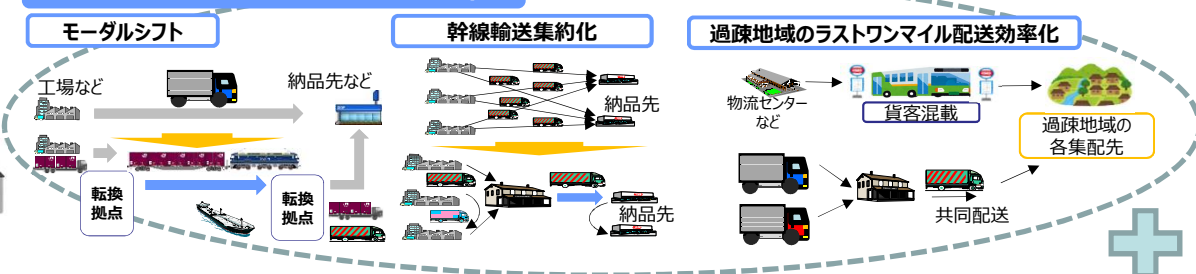 モーダルシフト
幹線輸送集約化
過疎地域のラストワンマイル配送効率化
工場など
納品先など
転換
拠点
転換
拠点
納品先
納品先
物流センター
など
貨客混載
過疎地域の
各集配先
共同配送